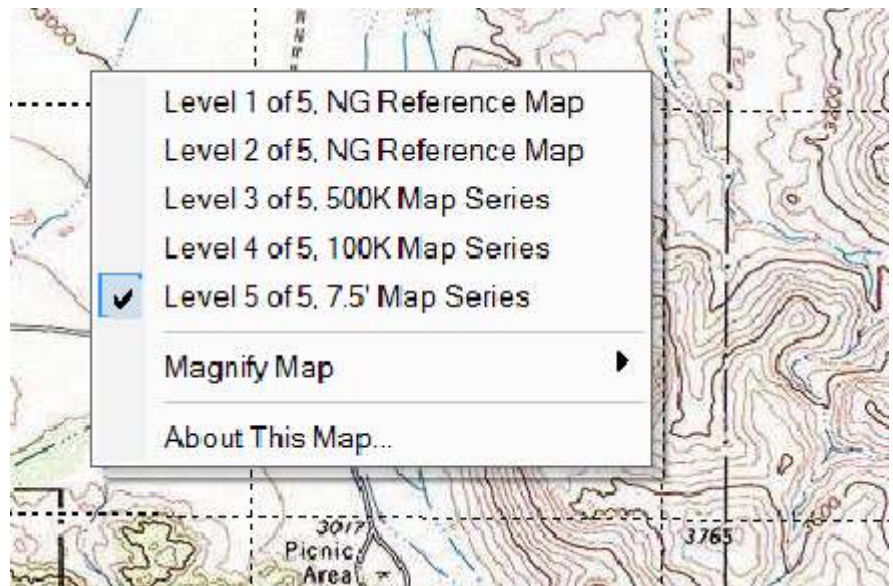 3000
3200
Level 1 of 5, NG Reference Map
Level 2 of 5, NG Reference Map
Level 3 of 5, 500K Map Series
Level 4 of 5, 100K Map Series
Level 5 of 5, 7.5' Map Series
Magnify Map
About This Map...
3017
Picnic
Area
3765